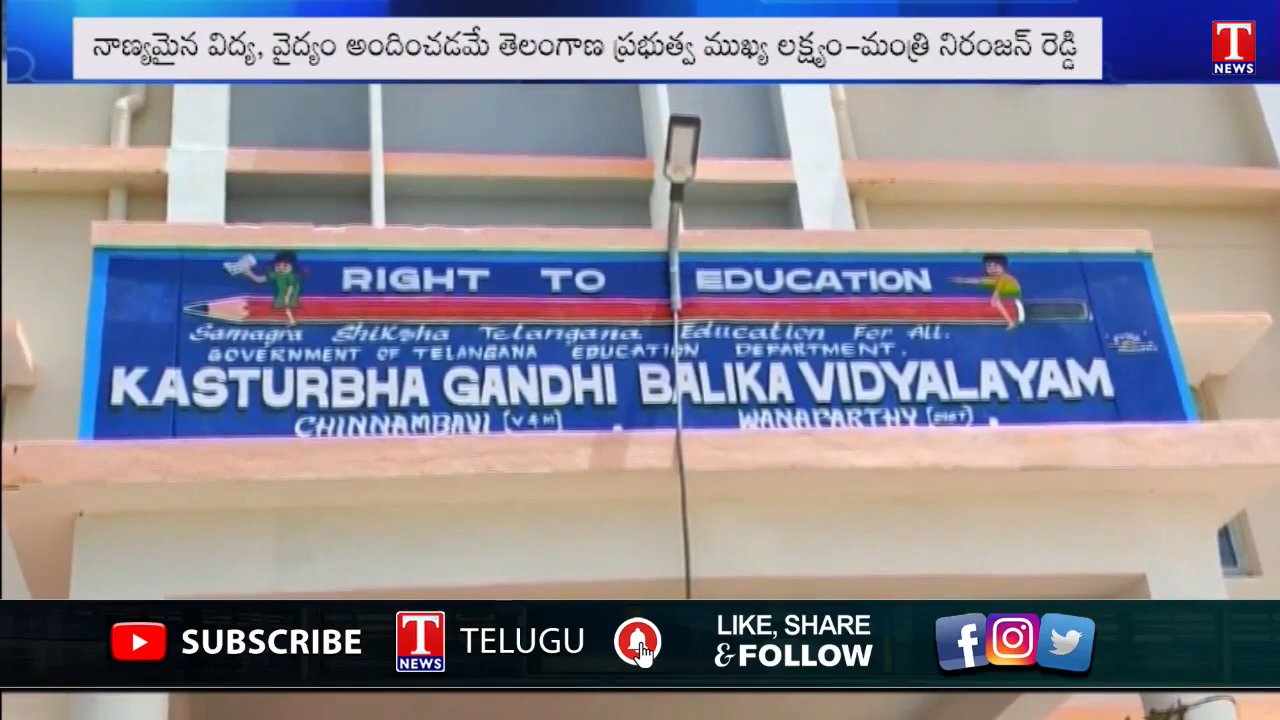 నాణ్యమైన విద్య, వైద్యం అందించడమే తెలంగాణ ప్రభుత్వ ముఖ్య లక్ష్యం-మంత్రి నిరంజన్ రెడ్డి
T
NEWS
RIGHT TO EDUCATION
Samagra Shiksha Telangana Education For All.
GOVERNMENT OF TELANGANA EDUCATION DEPARTMENT.
KASTURBHA GANDHI BALIKA VIDYALAYAM
CHINNAMBAVI (V&M) . WANAPARTHY (DIST) .
SUBSCRIBE T NEWS TELUGU LIKE, SHARE & FOLLOW